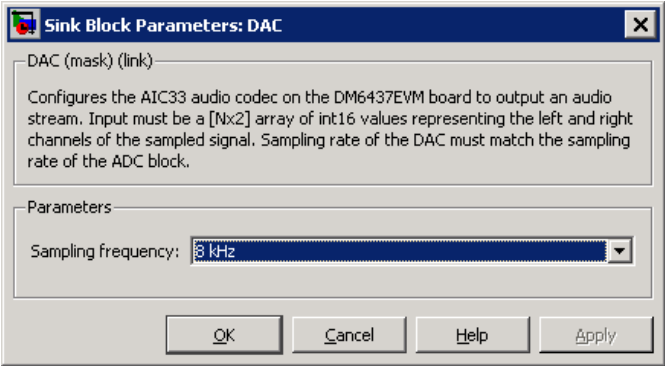 Sink Block Parameters: DAC
DAC (mask) (link)
Configures the AIC33 audio codec on the DM6437EVM board to output an audio
stream. Input must be a [Nx2] array of int16 values representing the left and right
channels of the sampled signal. Sampling rate of the DAC must match the sampling
rate of the ADC block.
Parameters
Sampling frequency: 8 kHz
OK Cancel Help Apply